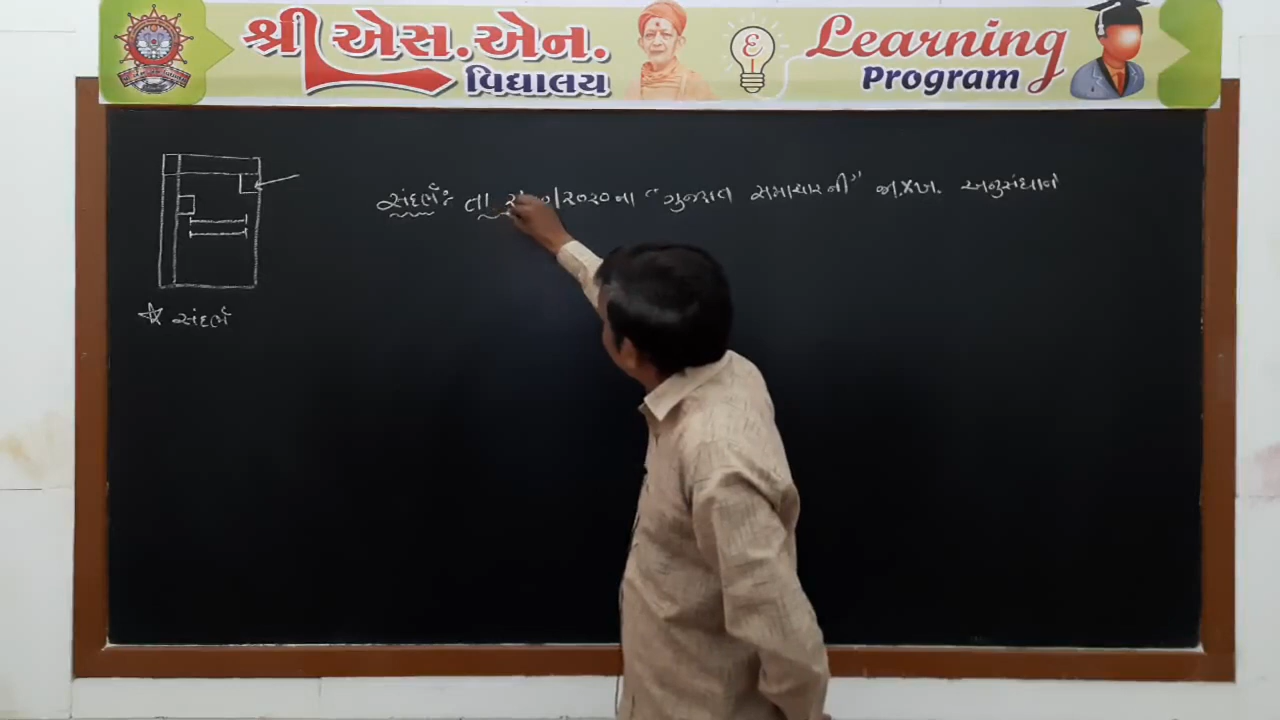 શ્રી એસ.એન.
વિદ્યાલય
Learning
Program
સંદર્ભ : તા /૨૦૨૦ના "ગુજરાત સમાચારની" જા.X ખ. અનુસંધાને
☆ સંદર્ભ